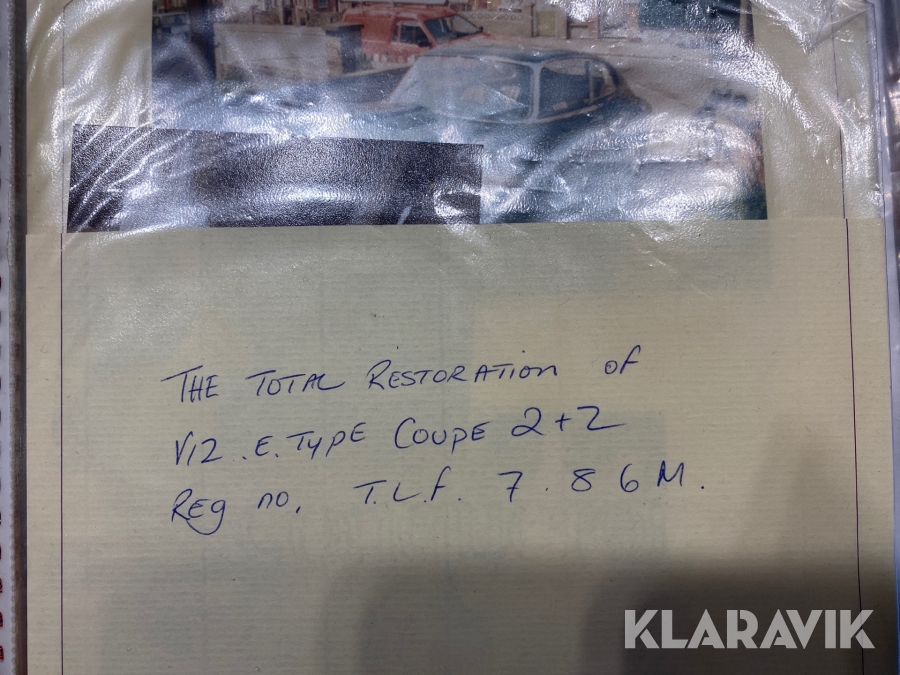 THE TOTAL RESTORATION of
V12 .E.TYPE COUPE 2+2
Reg no. T.L.f. 7.86M.
KLARAVIK